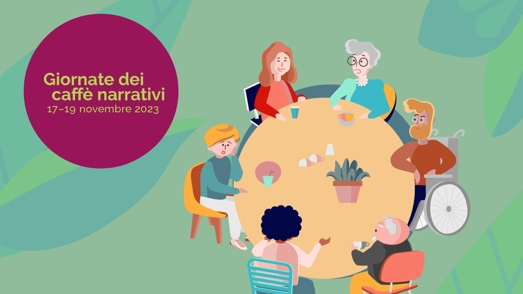 Giornate dei
caffè narrativi
17–19 novembre 2023